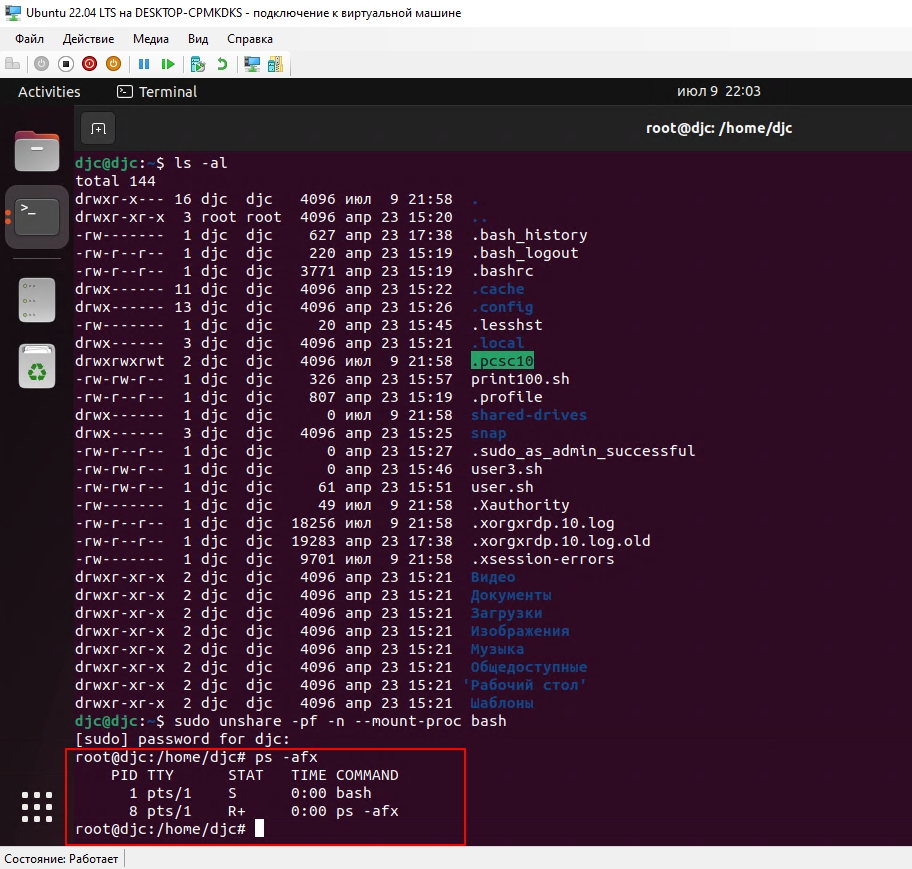 Ubuntu 22.04 LTS на DESKTOP-CPMKDKS - подключение к виртуальной машине
Файл Действие Медиа Вид Справка
Activities Terminal июл 9 22:03
root@djc: /home/djc
djc@djc:~$ ls -al
total 144
drwxr-x--- 16 djc djc 4096 июл 9 21:58 .
drwxr-xr-x 3 root root 4096 апр 23 15:20 ..
-rw------- 1 djc djc 627 апр 23 17:38 .bash_history
-rw-r--r-- 1 djc djc 220 апр 23 15:19 .bash_logout
-rw-r--r-- 1 djc djc 3771 апр 23 15:19 .bashrc
drwx------ 11 djc djc 4096 апр 23 15:22 .cache
drwx------ 13 djc djc 4096 апр 23 15:26 .config
-rw------- 1 djc djc 20 апр 23 15:45 .lesshst
drwx------ 3 djc djc 4096 апр 23 15:21 .local
drwxrwxrwt 2 djc djc 4096 июл 9 21:58 .pcsc10
-rw-rw-r-- 1 djc djc 326 апр 23 15:57 print100.sh
-rw-r--r-- 1 djc djc 807 апр 23 15:19 .profile
drwx------ 1 djc djc 0 июл 9 21:58 shared-drives
drwx------ 3 djc djc 4096 апр 23 15:25 snap
-rw-r--r-- 1 djc djc 0 апр 23 15:27 .sudo_as_admin_successful
-rw-rw-r-- 1 djc djc 0 апр 23 15:46 user3.sh
-rw-rw-r-- 1 djc djc 61 апр 23 15:51 user.sh
-rw------- 1 djc djc 49 июл 9 21:58 .Xauthority
-rw-r--r-- 1 djc djc 18256 июл 9 21:58 .xorgxrdp.10.log
-rw-r--r-- 1 djc djc 19283 апр 23 17:38 .xorgxrdp.10.log.old
-rw------- 1 djc djc 9701 июл 9 21:58 .xsession-errors
drwxr-xr-x 2 djc djc 4096 апр 23 15:21 Видео
drwxr-xr-x 2 djc djc 4096 апр 23 15:21 Документы
drwxr-xr-x 2 djc djc 4096 апр 23 15:21 Загрузки
drwxr-xr-x 2 djc djc 4096 апр 23 15:21 Изображения
drwxr-xr-x 2 djc djc 4096 апр 23 15:21 Музыка
drwxr-xr-x 2 djc djc 4096 апр 23 15:21 Общедоступные
drwxr-xr-x 2 djc djc 4096 апр 23 15:21 'Рабочий стол'
drwxr-xr-x 2 djc djc 4096 апр 23 15:21 Шаблоны
djc@djc:~$ sudo unshare -pf -n --mount-proc bash
[sudo] password for djc:
root@djc:/home/djc# ps -afx
PID TTY STAT TIME COMMAND
1 pts/1 S 0:00 bash
8 pts/1 R+ 0:00 ps -afx
root@djc:/home/djc#
Состояние: Работает